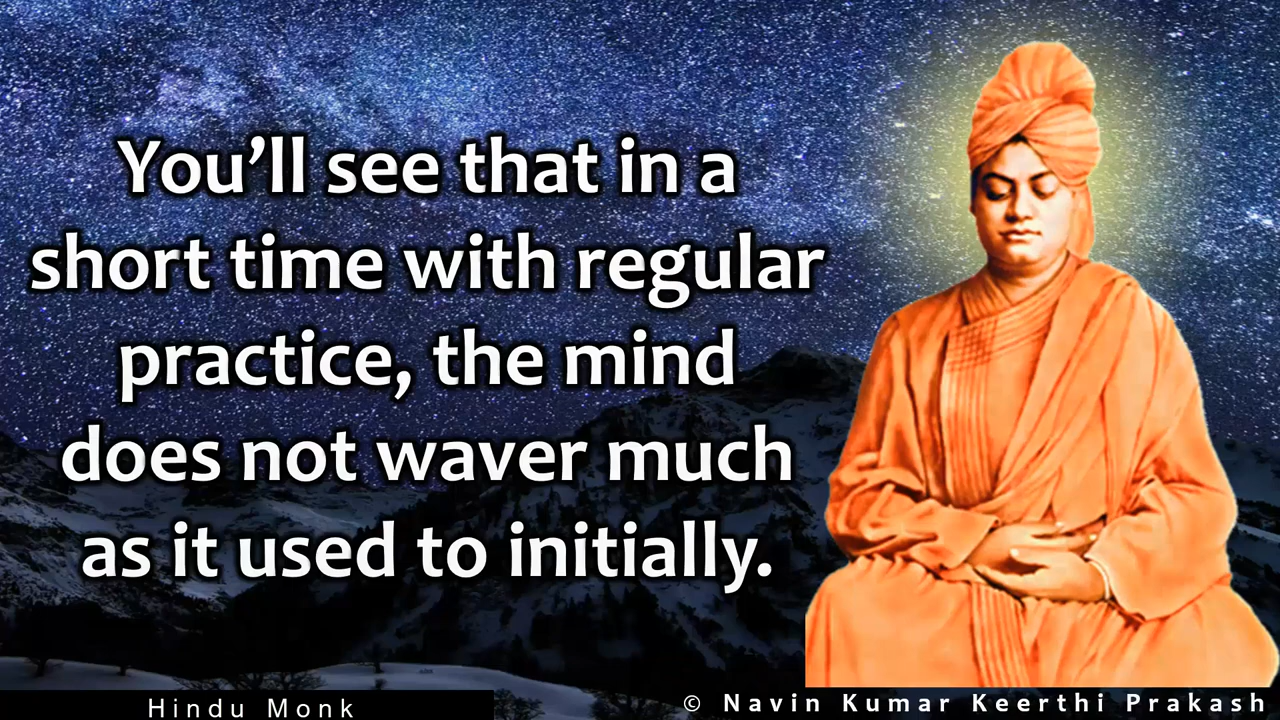 You’ll see that in a
short time with regular
practice, the mind
does not waver much
as it used to initially.
Hindu Monk
© Navin Kumar Keerthi Prakash